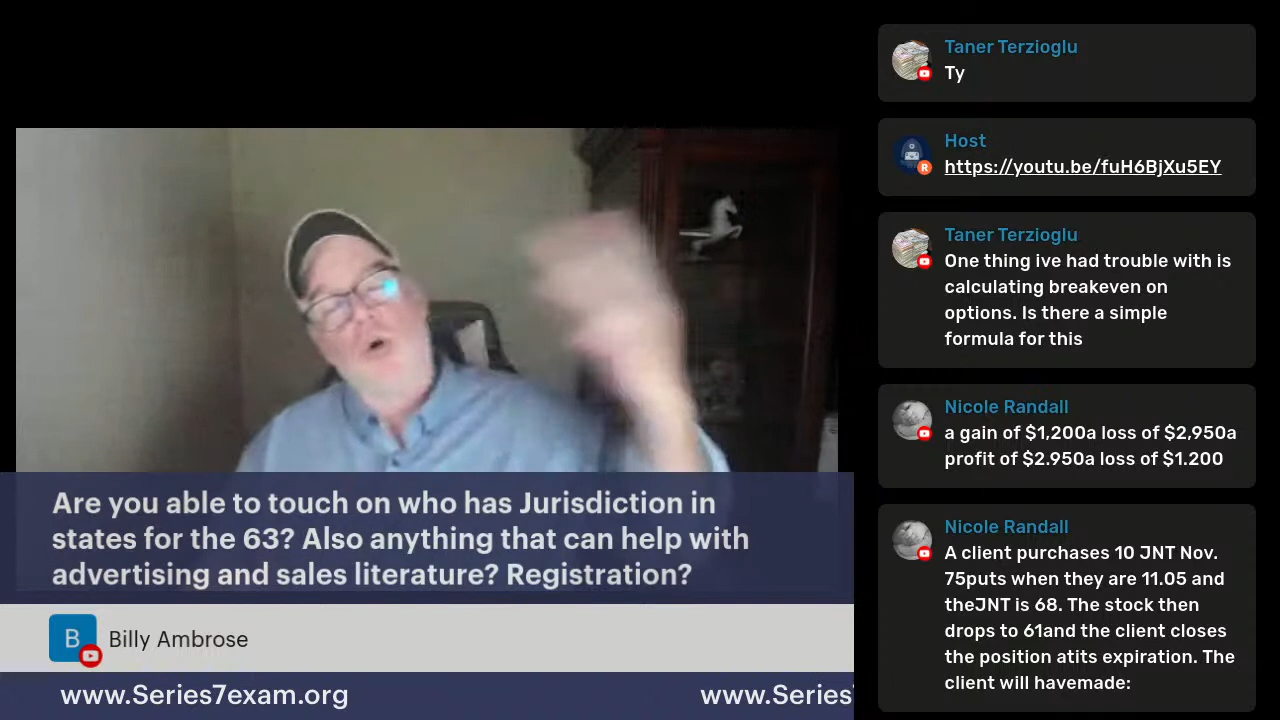 Taner Terzioglu
Ty
Host
https://youtu.be/fuH6BjXu5EY
Taner Terzioglu
One thing ive had trouble with is
calculating breakeven on
options. Is there a simple
formula for this
Nicole Randall
a gain of $1,200a loss of $2,950a
profit of $2.950a loss of $1.200
Nicole Randall
A client purchases 10 JNT Nov.
75puts when they are 11.05 and
theJNT is 68. The stock then
drops to 61and the client closes
the position atits expiration. The
client will havemade:
Are you able to touch on who has Jurisdiction in
states for the 63? Also anything that can help with
advertising and sales literature? Registration?
B
Billy Ambrose
www.Series7exam.org
www.Series